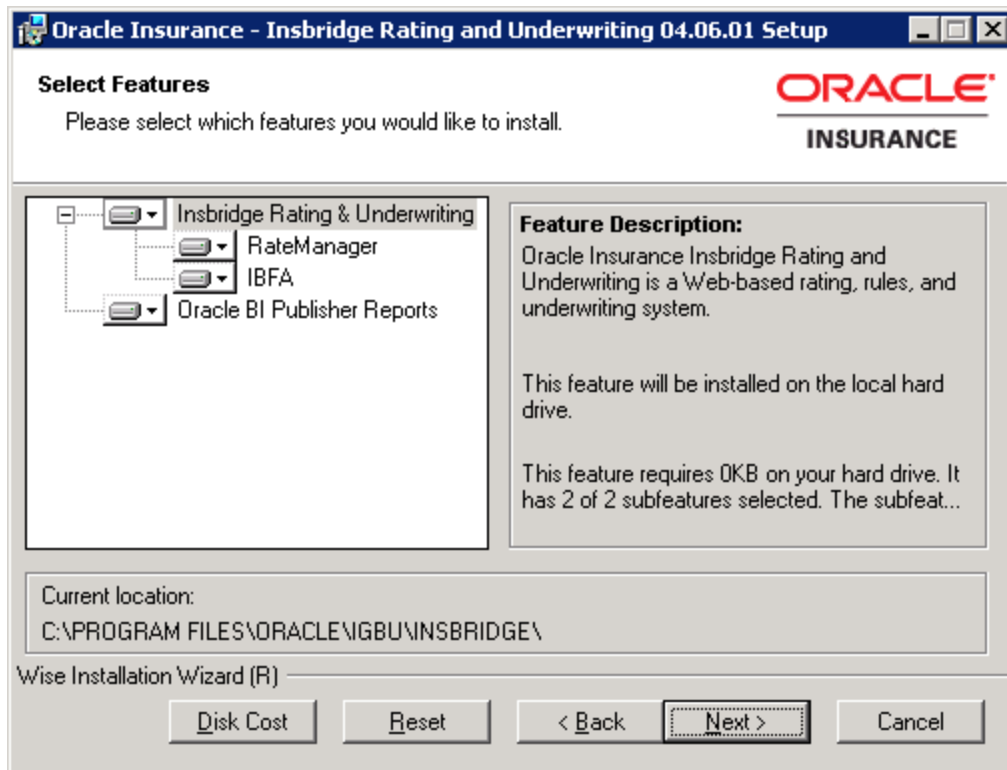 Oracle Insurance - Insbridge Rating and Underwriting 04.06.01 Setup
Select Features
Please select which features you would like to install.
ORACLE
INSURANCE
Insbridge Rating & Underwriting
RateManager
IBFA
Oracle BI Publisher Reports
Feature Description:
Oracle Insurance Insbridge Rating and
Underwriting is a Web-based rating, rules, and
underwriting system.
This feature will be installed on the local hard
drive.
This feature requires 0KB on your hard drive. It
has 2 of 2 subfeatures selected. The subfeat...
Current location:
C:\PROGRAM FILES\ORACLE\IGBU\INSBRIDGE\
Wise Installation Wizard (R)
Disk Cost
Reset
< Back
Next >
Cancel